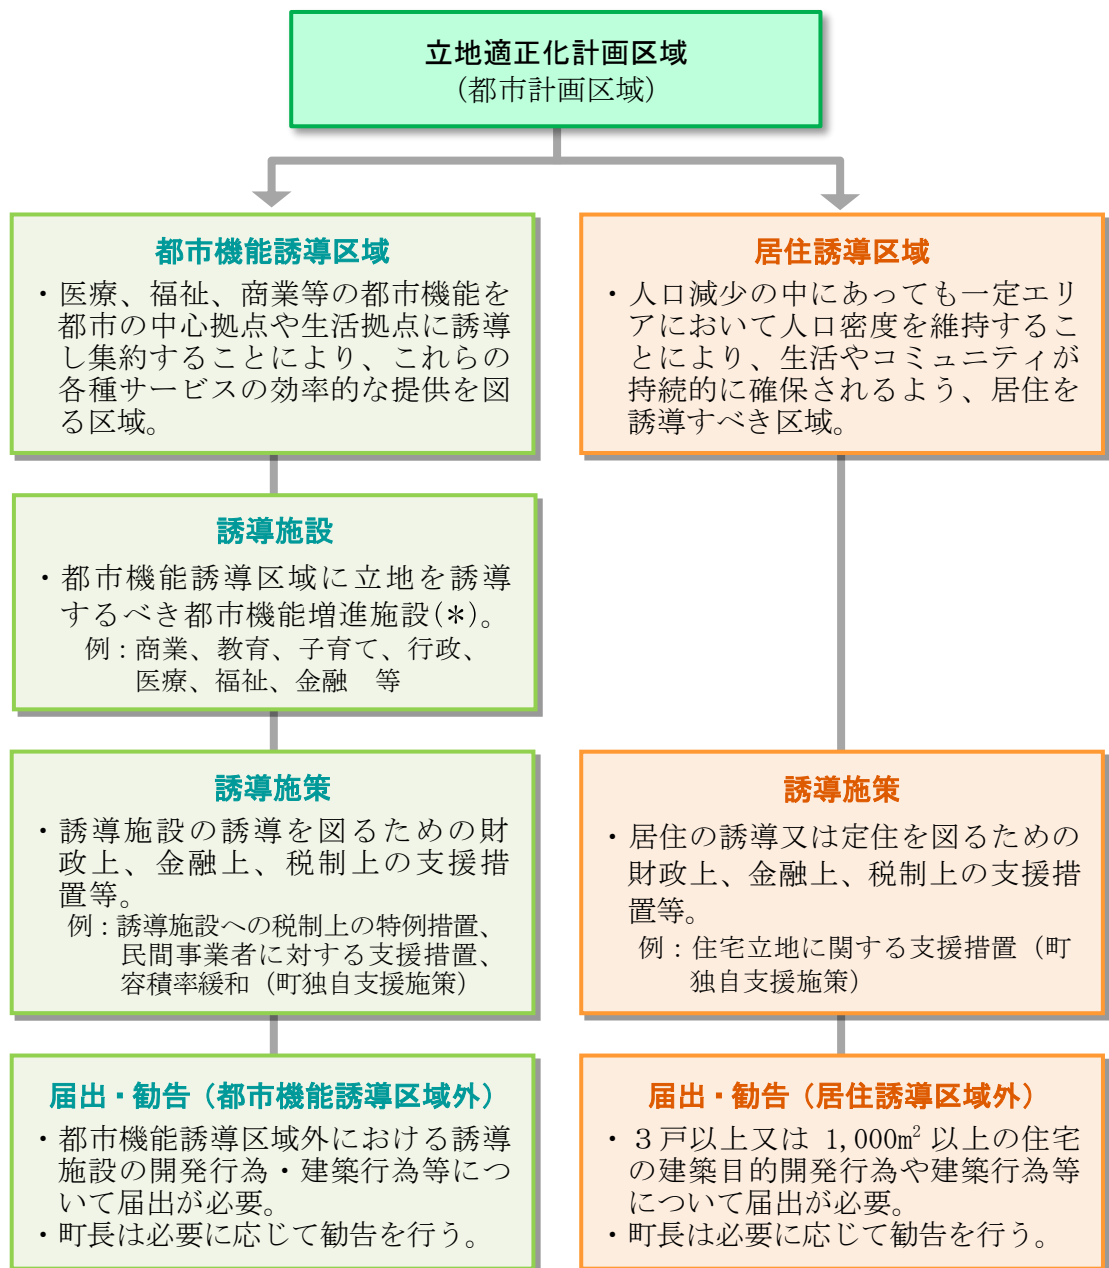 立地適正化計画区域
（都市計画区域）
都市機能誘導区域
・医療、福祉、商業等の都市機能を
都市の中心拠点や生活拠点に誘導
し集約することにより、これらの
各種サービスの効率的な提供を図
る区域。
誘導施設
・都市機能誘導区域に立地を誘導
するべき都市機能増進施設(＊)。
例：商業、教育、子育て、行政、
医療、福祉、金融　等
誘導施策
・誘導施設の誘導を図るための財
政上、金融上、税制上の支援措
置等。
例：誘導施設への税制上の特例措置、
民間事業者に対する支援措置、
容積率緩和（町独自支援施策）
届出・勧告（都市機能誘導区域外）
・都市機能誘導区域外における誘導
施設の開発行為・建築行為等につ
いて届出が必要。
・町長は必要に応じて勧告を行う。
居住誘導区域
・人口減少の中にあっても一定エリ
アにおいて人口密度を維持するこ
とにより、生活やコミュニティが
持続的に確保されるよう、居住を
誘導すべき区域。
誘導施策
・居住の誘導又は定住を図るための
財政上、金融上、税制上の支援措
置等。
例：住宅立地に関する支援措置（町
独自支援施策）
届出・勧告（居住誘導区域外）
・３戸以上又は 1,000m² 以上の住宅
の建築目的開発行為や建築行為等
について届出が必要。
・町長は必要に応じて勧告を行う。